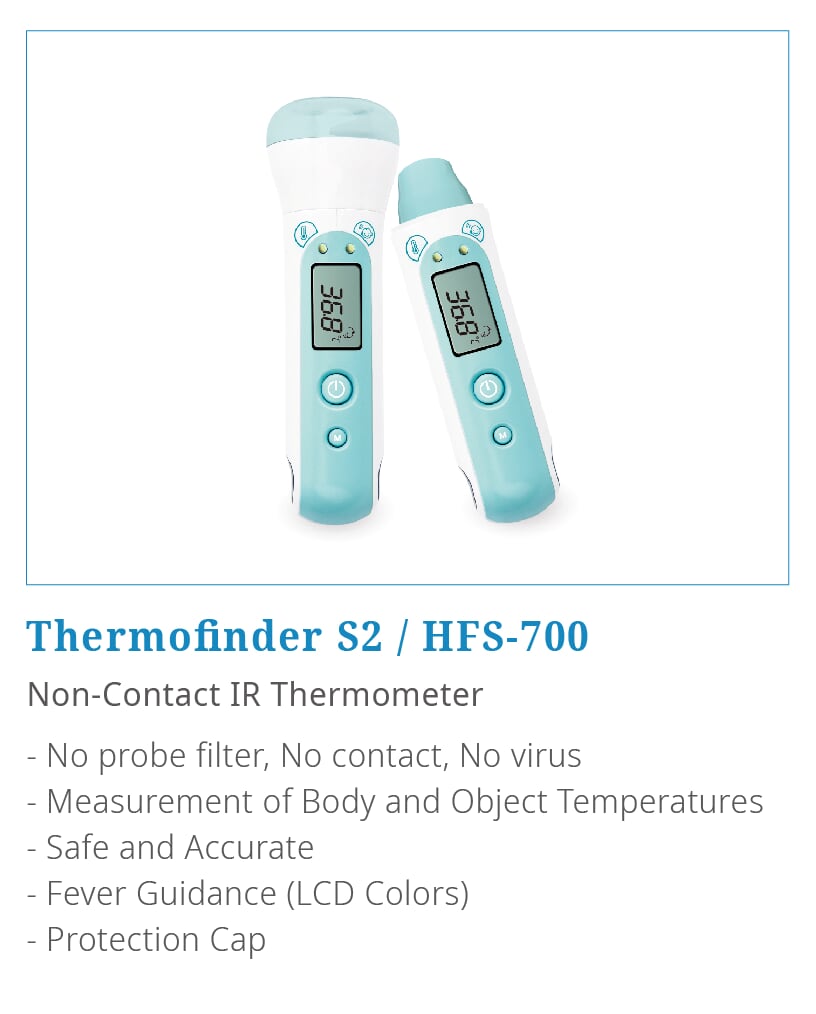 36.8
M
36.8
M
Thermofinder S2 / HFS-700
Non-Contact IR Thermometer
- No probe filter, No contact, No virus
- Measurement of Body and Object Temperatures
- Safe and Accurate
- Fever Guidance (LCD Colors)
- Protection Cap